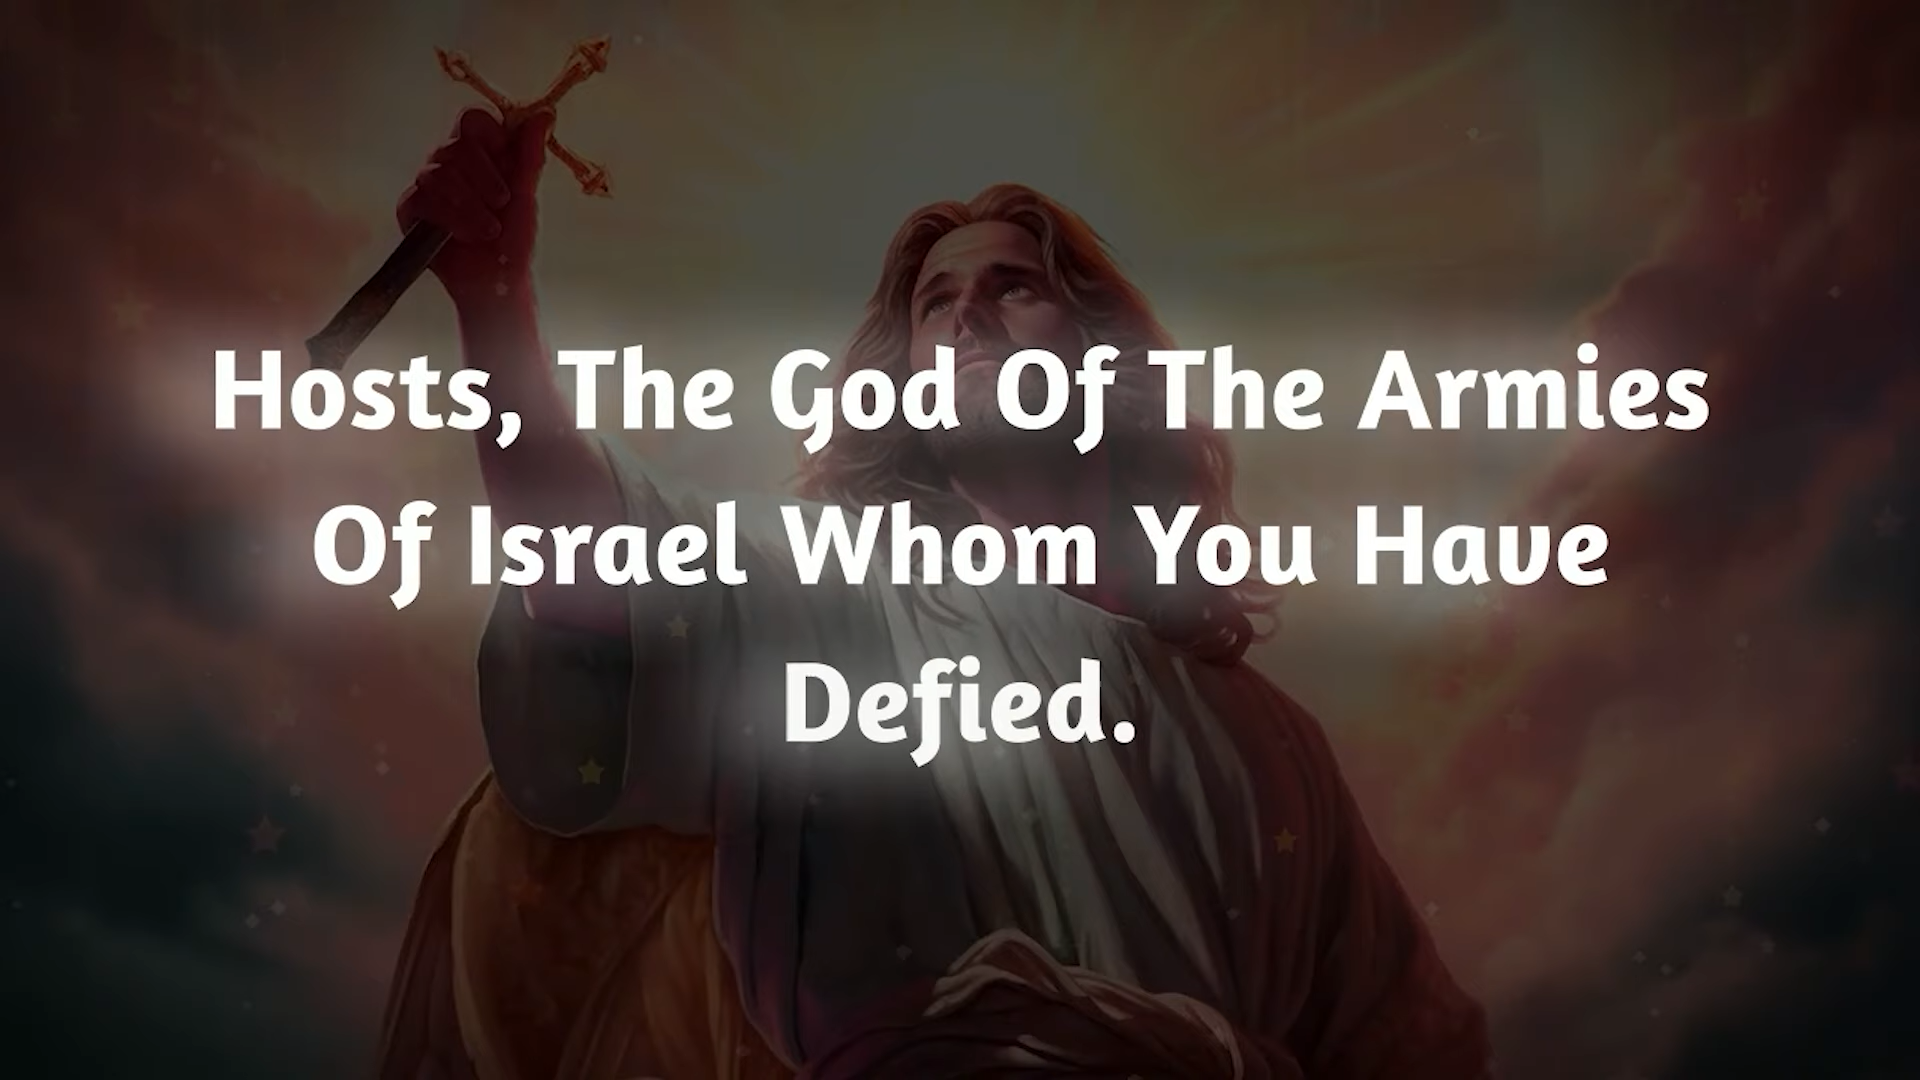 Hosts, The God Of The Armies
Of Israel Whom You Have
Defied.